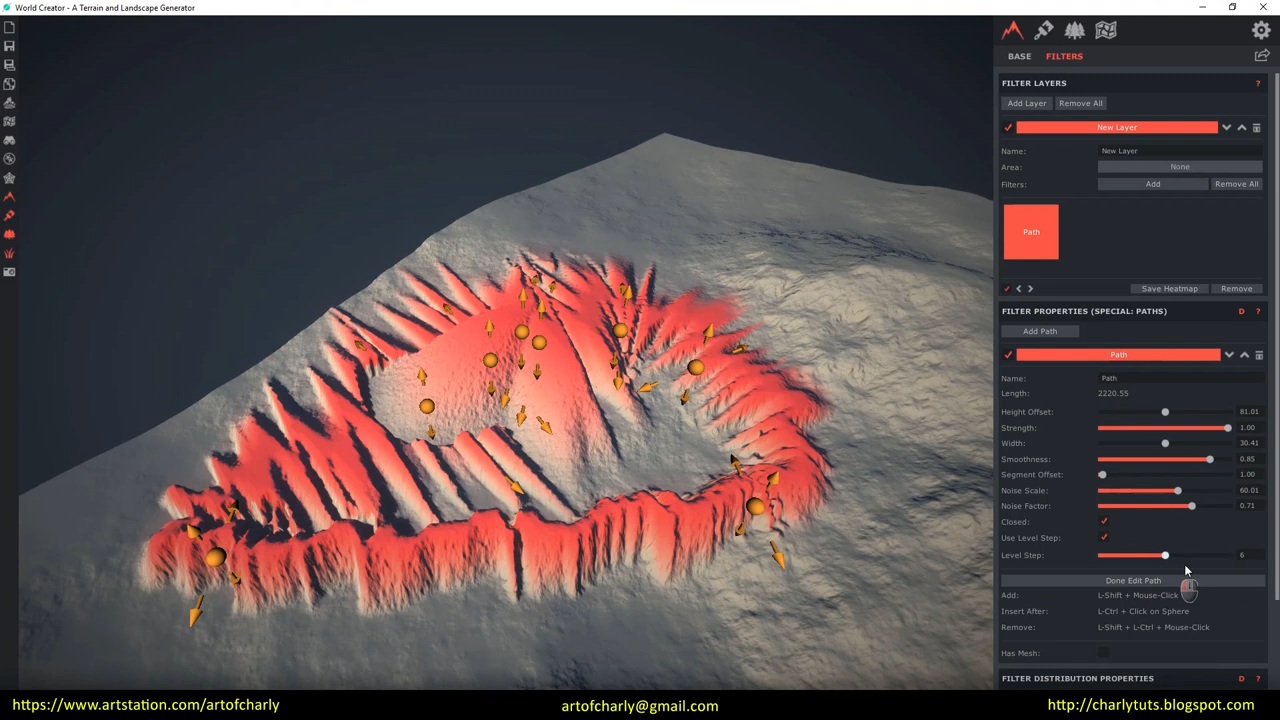 World Creator - A Terrain and Landscape Generator
BASE FILTERS
FILTER LAYERS ?
Add Layer Remove All
New Layer
Name: New Layer
Area: None
Filters: Add Remove All
Path
Save Heatmap Remove
FILTER PROPERTIES (SPECIAL: PATHS) D ?
Add Path
Path
Name: Path
Length: 2220.55
Height Offset: 81.01
Strength: 1.00
Width: 30.41
Smoothness: 0.85
Segment Offset: 1.00
Noise Scale: 60.01
Noise Factor: 0.71
Closed:
Use Level Step:
Level Step: 6
Done Edit Path
Add: L-Shift + Mouse-Click
Insert After: L-Ctrl + Click on Sphere
Remove: L-Shift + L-Ctrl + Mouse-Click
Has Mesh:
FILTER DISTRIBUTION PROPERTIES D ?
https://www.artstation.com/artofcharly artofcharly@gmail.com http://charlytuts.blogspot.com